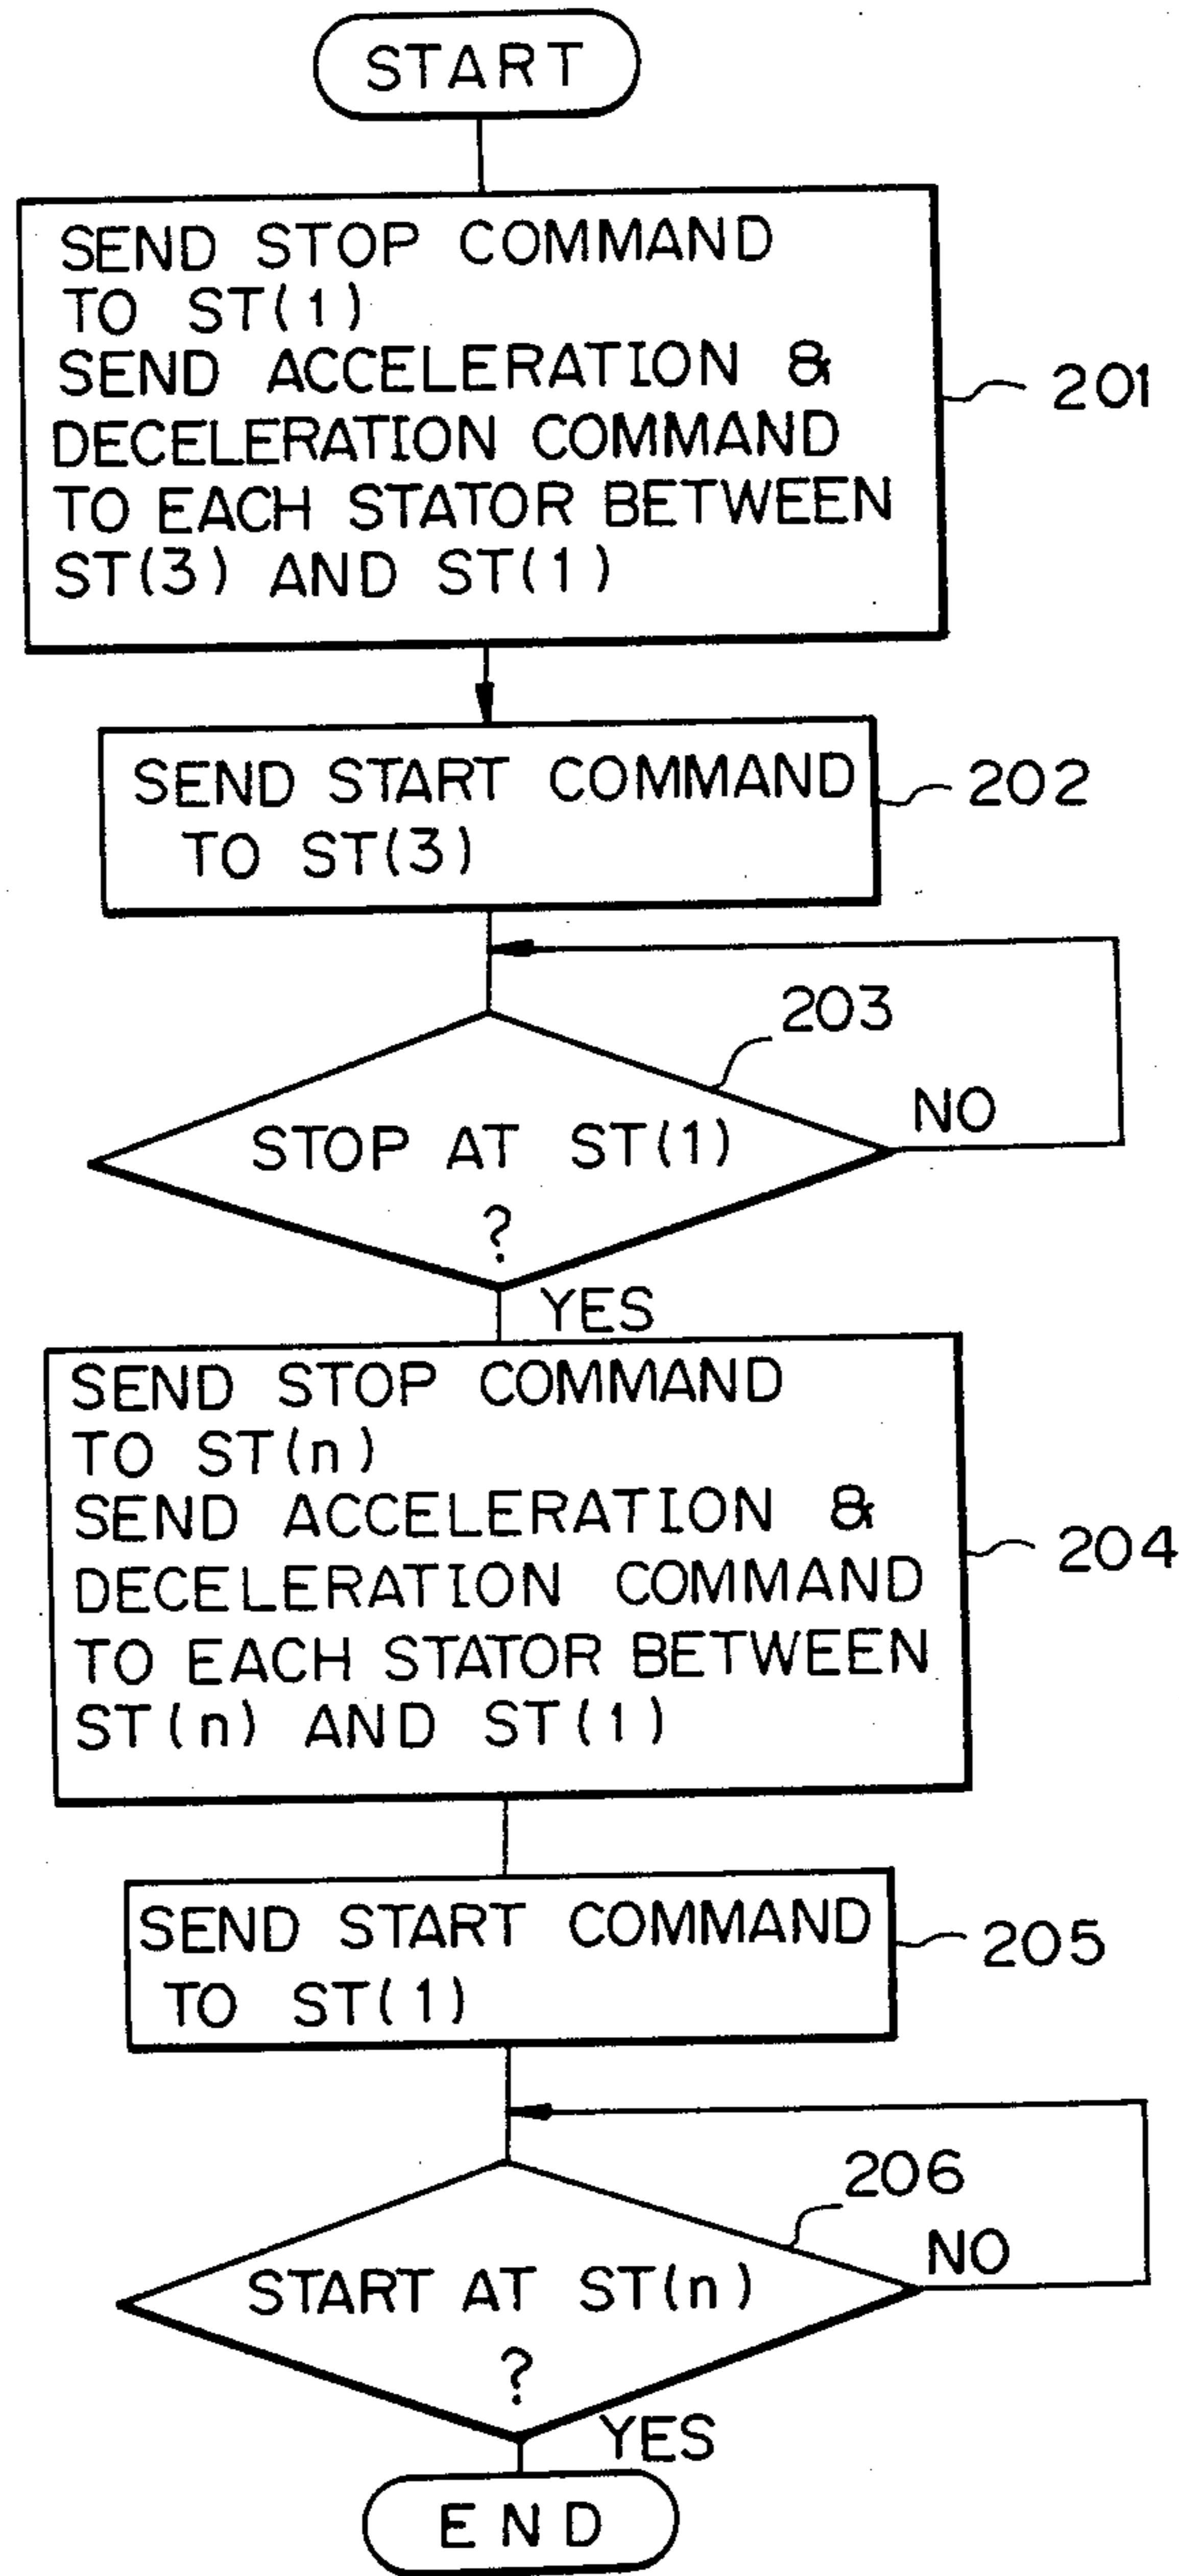 START
SEND STOP COMMAND
TO ST(1)
SEND ACCELERATION &
DECELERATION COMMAND
TO EACH STATOR BETWEEN
ST(3) AND ST(1)
201
SEND START COMMAND
TO ST(3)
202
203
STOP AT ST(1)
?
NO
YES
SEND STOP COMMAND
TO ST(n)
SEND ACCELERATION &
DECELERATION COMMAND
TO EACH STATOR BETWEEN
ST(n) AND ST(1)
204
SEND START COMMAND
TO ST(1)
205
206
START AT ST(n)
?
NO
YES
END